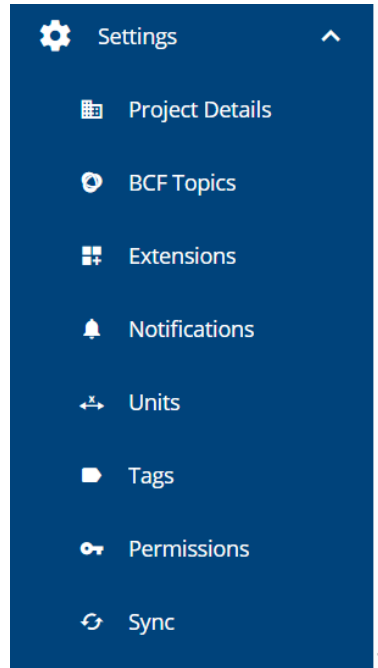 Settings
Project Details
BCF Topics
Extensions
Notifications
Units
Tags
Permissions
Sync